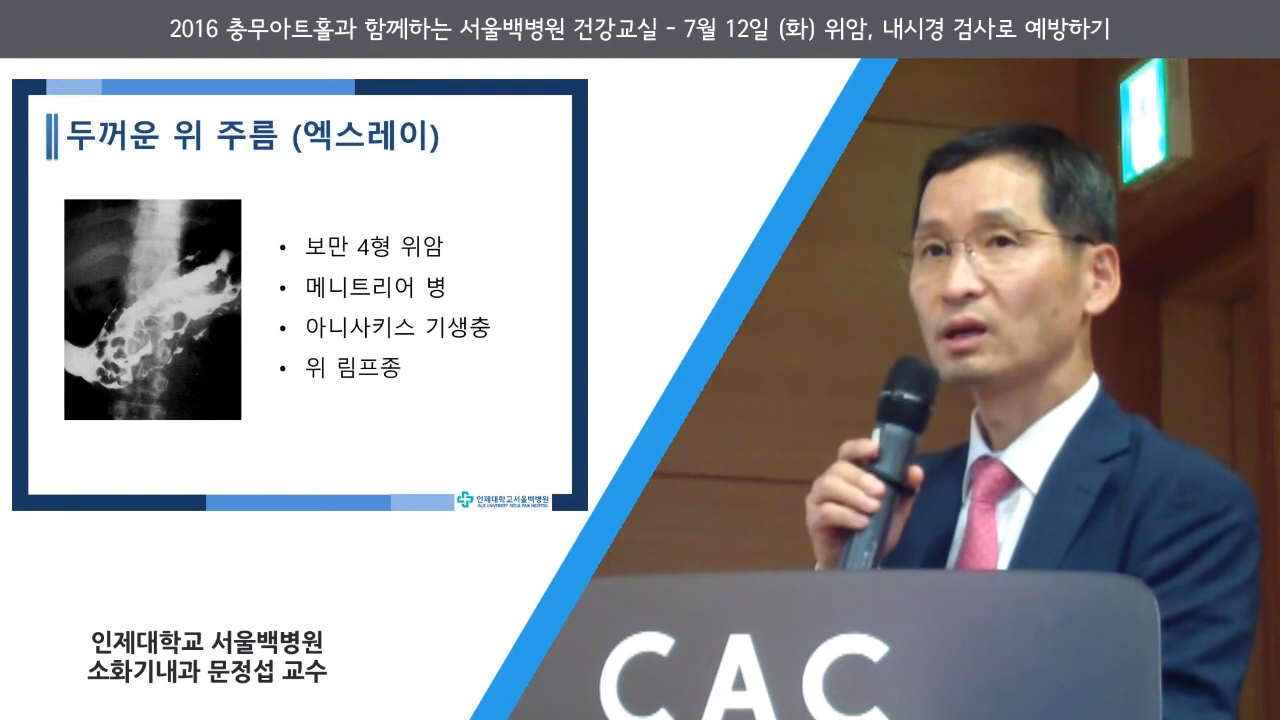 2016 충무아트홀과 함께하는 서울백병원 건강교실 - 7월 12일 (화) 위암, 내시경 검사로 예방하기
두꺼운 위 주름 (엑스레이)
• 보만 4형 위암
• 메니트리어 병
• 아니사키스 기생충
• 위 림프종
인제대학교서울백병원
INJE UNIVERSITY SEOUL PAIK HOSPITAL
인제대학교 서울백병원
소화기내과 문정섭 교수
CAC